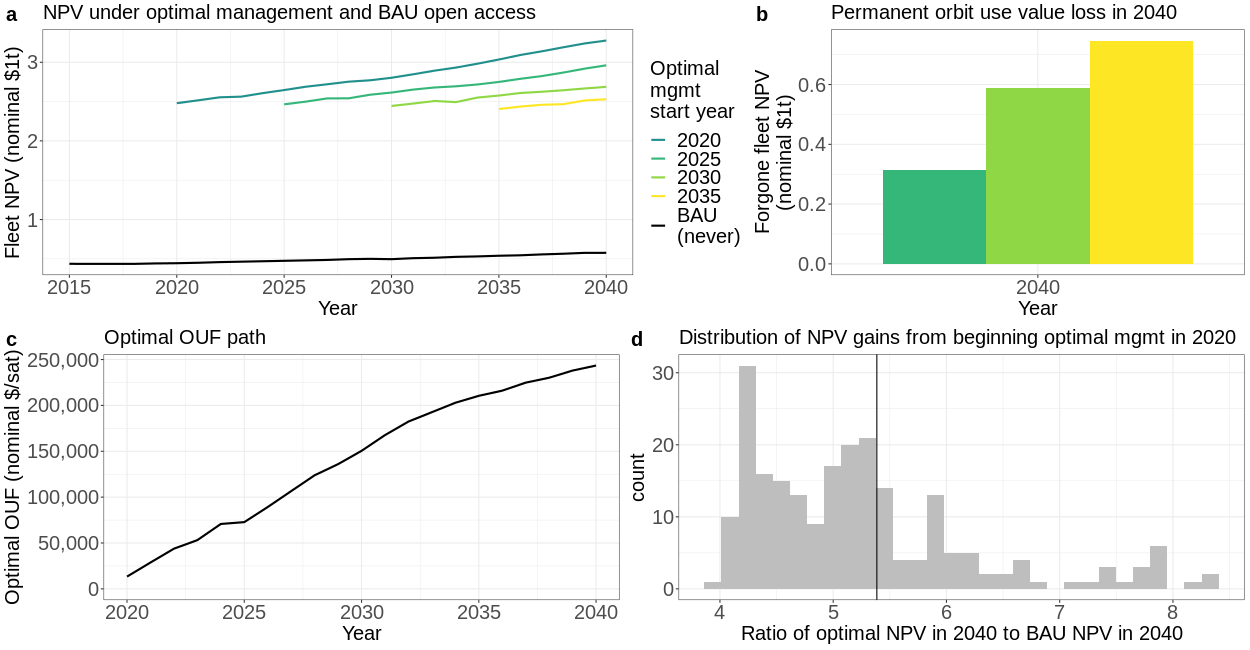 a
NPV under optimal management and BAU open access
Fleet NPV (nominal $1t)
3
2
1
2015
2020
2025
2030
2035
2040
Year
Optimal
mgmt
start year
2020
2025
2030
2035
BAU
(never)
b
Permanent orbit use value loss in 2040
Forgone fleet NPV
(nominal $1t)
0.6
0.4
0.2
0.0
2040
Year
c
Optimal OUF path
Optimal OUF (nominal $/sat)
250,000
200,000
150,000
100,000
50,000
0
2020
2025
2030
2035
2040
Year
d
Distribution of NPV gains from beginning optimal mgmt in 2020
count
30
20
10
0
4
5
6
7
8
Ratio of optimal NPV in 2040 to BAU NPV in 2040